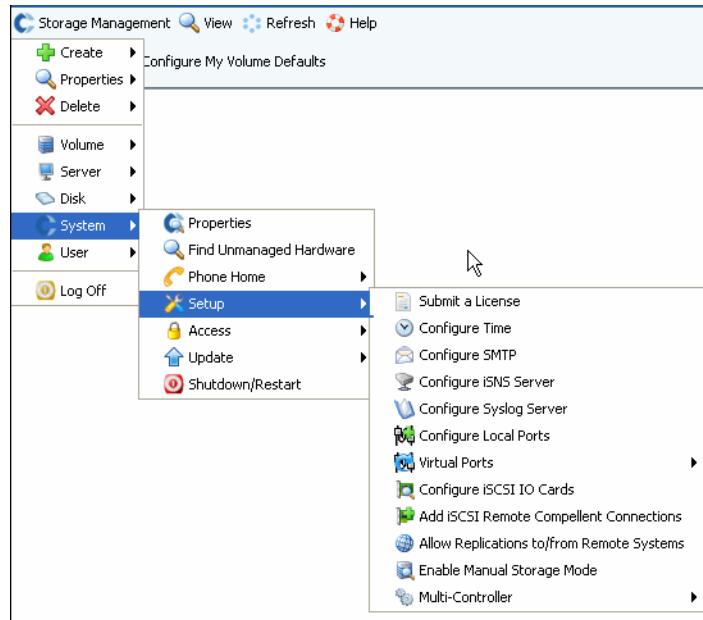 Storage Management View Refresh Help
Create
Configure My Volume Defaults
Properties
Delete
Volume
Server
Disk
System
User
Log Off
Properties
Find Unmanaged Hardware
Phone Home
Setup
Access
Update
Shutdown/Restart
Submit a License
Configure Time
Configure SMTP
Configure iSNS Server
Configure Syslog Server
Configure Local Ports
Virtual Ports
Configure iSCSI IO Cards
Add iSCSI Remote Compellent Connections
Allow Replications to/from Remote Systems
Enable Manual Storage Mode
Multi-Controller